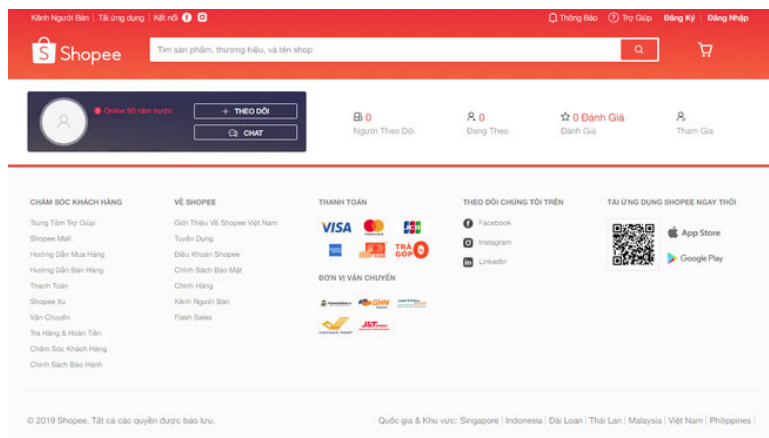 Kênh Người Bán | Tải ứng dụng | Kết nối
Thông Báo Trợ Giúp Đăng Ký | Đăng Nhập
Shopee
Tìm sản phẩm, thương hiệu, và tên shop
Online 50 năm trước
+ THEO DÕI
CHAT
0
Người Theo Dõi
0
Đang Theo
0 Đánh Giá
Đánh Giá
Tham Gia
CHĂM SÓC KHÁCH HÀNG
Trung Tâm Trợ Giúp
Shopee Mall
Hướng Dẫn Mua Hàng
Hướng Dẫn Bán Hàng
Thanh Toán
Shopee Xu
Vận Chuyển
Trả Hàng & Hoàn Tiền
Chăm Sóc Khách Hàng
Chính Sách Bảo Hành
VỀ SHOPEE
Giới Thiệu Về Shopee Việt Nam
Tuyển Dụng
Điều Khoản Shopee
Chính Sách Bảo Mật
Chính Hãng
Kênh Người Bán
Flash Sales
THANH TOÁN
VISA
JCB
TRẢ GÓP 0
ĐƠN VỊ VẬN CHUYỂN
GHN
VIETNAM POST
J&T
THEO DÕI CHÚNG TÔI TRÊN
Facebook
Instagram
LinkedIn
TẢI ỨNG DỤNG SHOPEE NGAY THÔI
App Store
Google Play
© 2019 Shopee. Tất cả các quyền được bảo lưu.
Quốc gia & Khu vực: Singapore | Indonesia | Đài Loan | Thái Lan | Malaysia | Việt Nam | Philippines |